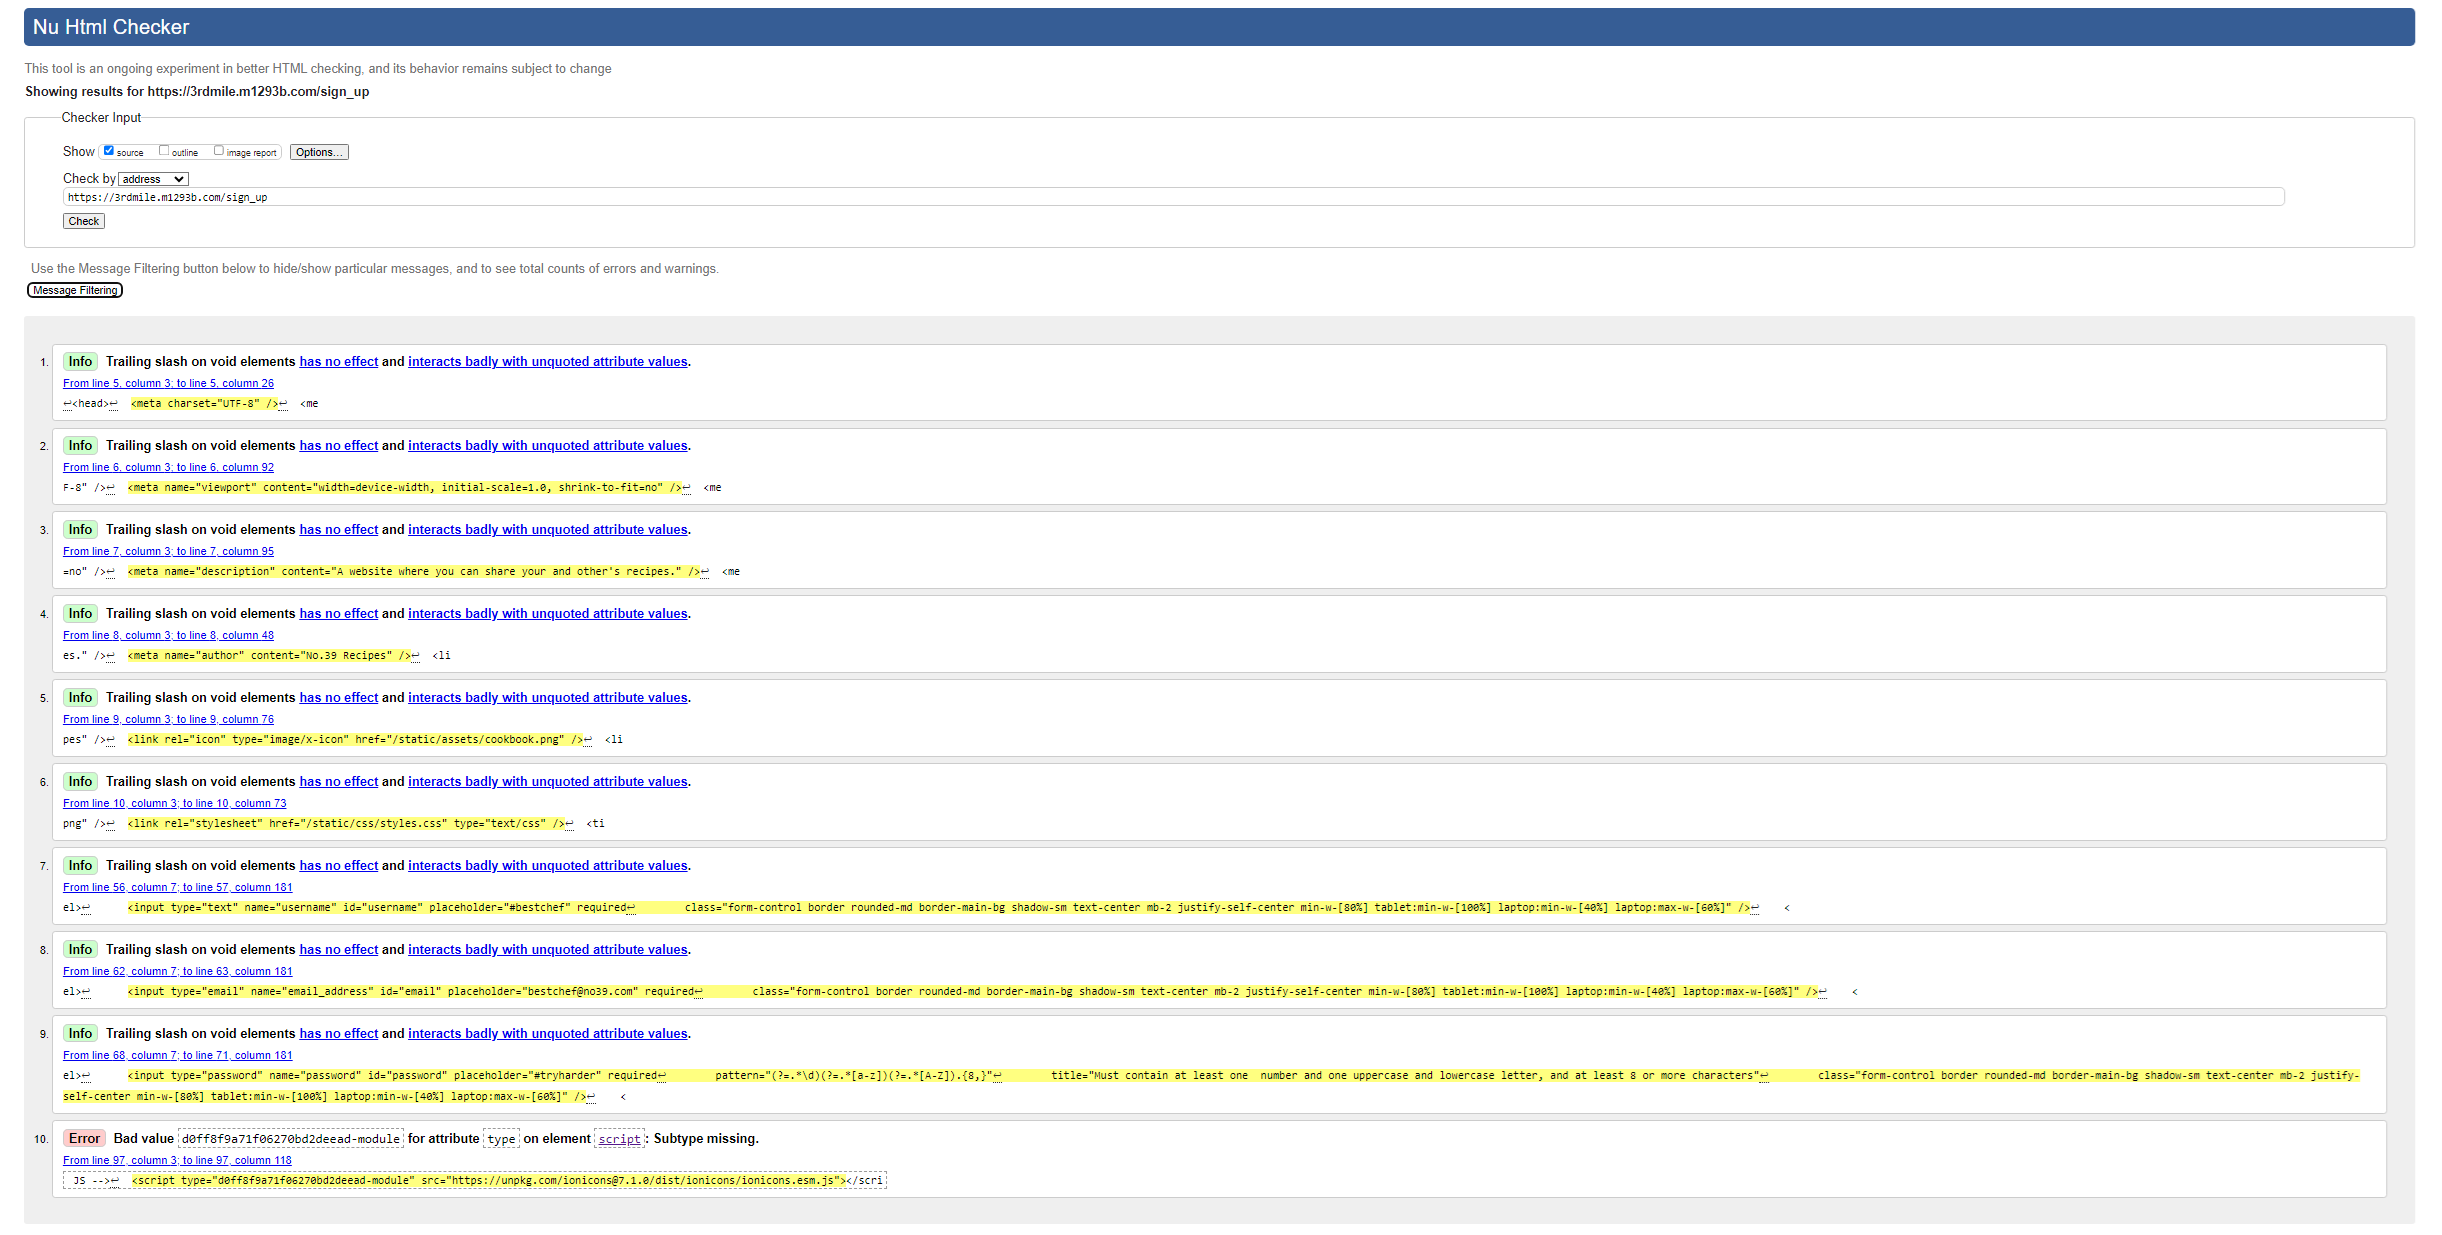 Nu Html Checker
This tool is an ongoing experiment in better HTML checking, and its behavior remains subject to change
Showing results for https://3rdmile.m1293b.com/sign_up
Checker Input
Show source outline image report Options...
Check by address
https://3rdmile.m1293b.com/sign_up
Check
Use the Message Filtering button below to hide/show particular messages, and to see total counts of errors and warnings.
Message Filtering
1. Info Trailing slash on void elements has no effect and interacts badly with unquoted attribute values.
From line 5, column 3; to line 5, column 26
↩<head>↩ <meta charset="UTF-8" />↩ <me
2. Info Trailing slash on void elements has no effect and interacts badly with unquoted attribute values.
From line 6, column 3; to line 6, column 92
F-8" />↩ <meta name="viewport" content="width=device-width, initial-scale=1.0, shrink-to-fit=no" />↩ <me
3. Info Trailing slash on void elements has no effect and interacts badly with unquoted attribute values.
From line 7, column 3; to line 7, column 95
=no" />↩ <meta name="description" content="A website where you can share your and other's recipes." />↩ <me
4. Info Trailing slash on void elements has no effect and interacts badly with unquoted attribute values.
From line 8, column 3; to line 8, column 48
es." />↩ <meta name="author" content="No.39 Recipes" />↩ <li
5. Info Trailing slash on void elements has no effect and interacts badly with unquoted attribute values.
From line 9, column 3; to line 9, column 76
pes" />↩ <link rel="icon" type="image/x-icon" href="/static/assets/cookbook.png" />↩ <li
6. Info Trailing slash on void elements has no effect and interacts badly with unquoted attribute values.
From line 10, column 3; to line 10, column 73
png" />↩ <link rel="stylesheet" href="/static/css/styles.css" type="text/css" />↩ <ti
7. Info Trailing slash on void elements has no effect and interacts badly with unquoted attribute values.
From line 56, column 7; to line 57, column 181
el>↩ <input type="text" name="username" id="username" placeholder="#bestchef" required↩ class="form-control border rounded-md border-main-bg shadow-sm text-center mb-2 justify-self-center min-w-[80%] tablet:min-w-[100%] laptop:min-w-[40%] laptop:max-w-[60%]" />↩ <
8. Info Trailing slash on void elements has no effect and interacts badly with unquoted attribute values.
From line 62, column 7; to line 63, column 181
el>↩ <input type="email" name="email_address" id="email" placeholder="bestchef@no39.com" required↩ class="form-control border rounded-md border-main-bg shadow-sm text-center mb-2 justify-self-center min-w-[80%] tablet:min-w-[100%] laptop:min-w-[40%] laptop:max-w-[60%]" />↩ <
9. Info Trailing slash on void elements has no effect and interacts badly with unquoted attribute values.
From line 68, column 7; to line 71, column 181
el>↩ <input type="password" name="password" id="password" placeholder="#tryharder" required↩ pattern="(?=.*\d)(?=.*[a-z])(?=.*[A-Z]).{8,}"↩ title="Must contain at least one  number and one uppercase and lowercase letter, and at least 8 or more characters"↩ class="form-control border rounded-md border-main-bg shadow-sm text-center mb-2 justify-
self-center min-w-[80%] tablet:min-w-[100%] laptop:min-w-[40%] laptop:max-w-[60%]" />↩ <
10. Error Bad value d0ff8f9a71f06270bd2deead-module for attribute type on element script: Subtype missing.
From line 97, column 3; to line 97, column 118
JS -->↩ <script type="d0ff8f9a71f06270bd2deead-module" src="https://unpkg.com/ionicons@7.1.0/dist/ionicons/ionicons.esm.js"></scri